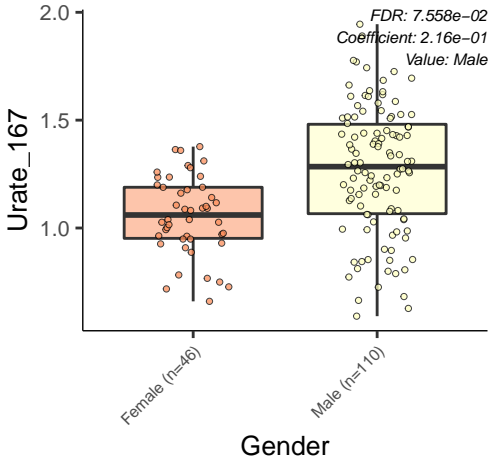 FDR: 7.558e−02
Coefficient: 2.16e−01
Value: Male
2.0
1.5
1.0
Urate_167
Female (n=46)
Male (n=110)
Gender